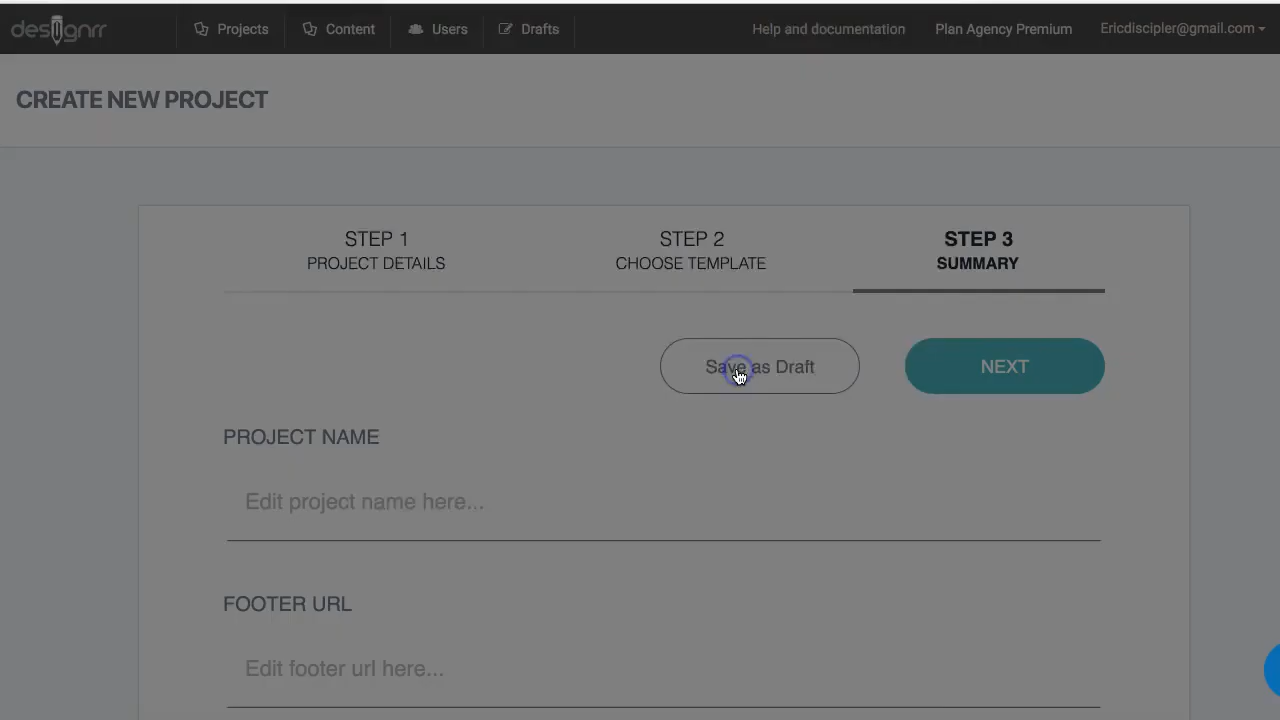 designrr Projects Content Users Drafts Help and documentation Plan Agency Premium Ericdiscipler@gmail.com
CREATE NEW PROJECT
STEP 1 STEP 2 STEP 3
PROJECT DETAILS CHOOSE TEMPLATE SUMMARY
Save as Draft NEXT
PROJECT NAME
Edit project name here...
FOOTER URL
Edit footer url here...